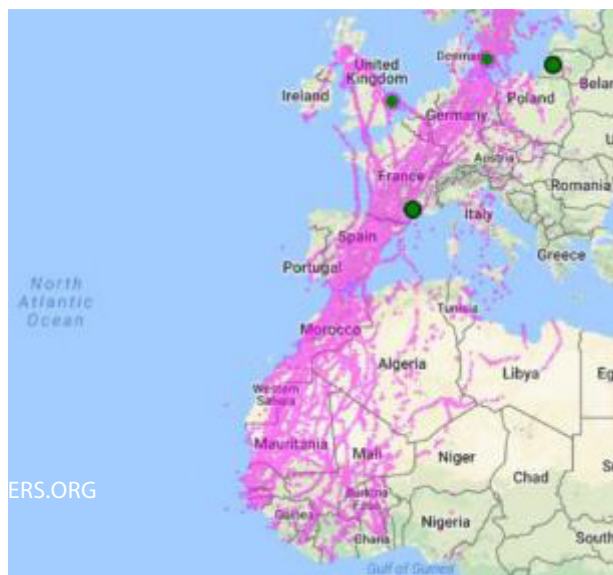 Denmark
United
Kingdom
Ireland
Poland
Belar
Germany
U
Austria
France
Romania
Italy
Spain
Portugal
Greece
North
Atlantic
Ocean
Tunisia
Morocco
Algeria
Libya
Eg
Western
Sahara
Mauritania
Mali
Niger
Chad
ERS.ORG
Burkina
Faso
Guinea
Nigeria
Ghana
South
Gulf of Guinea